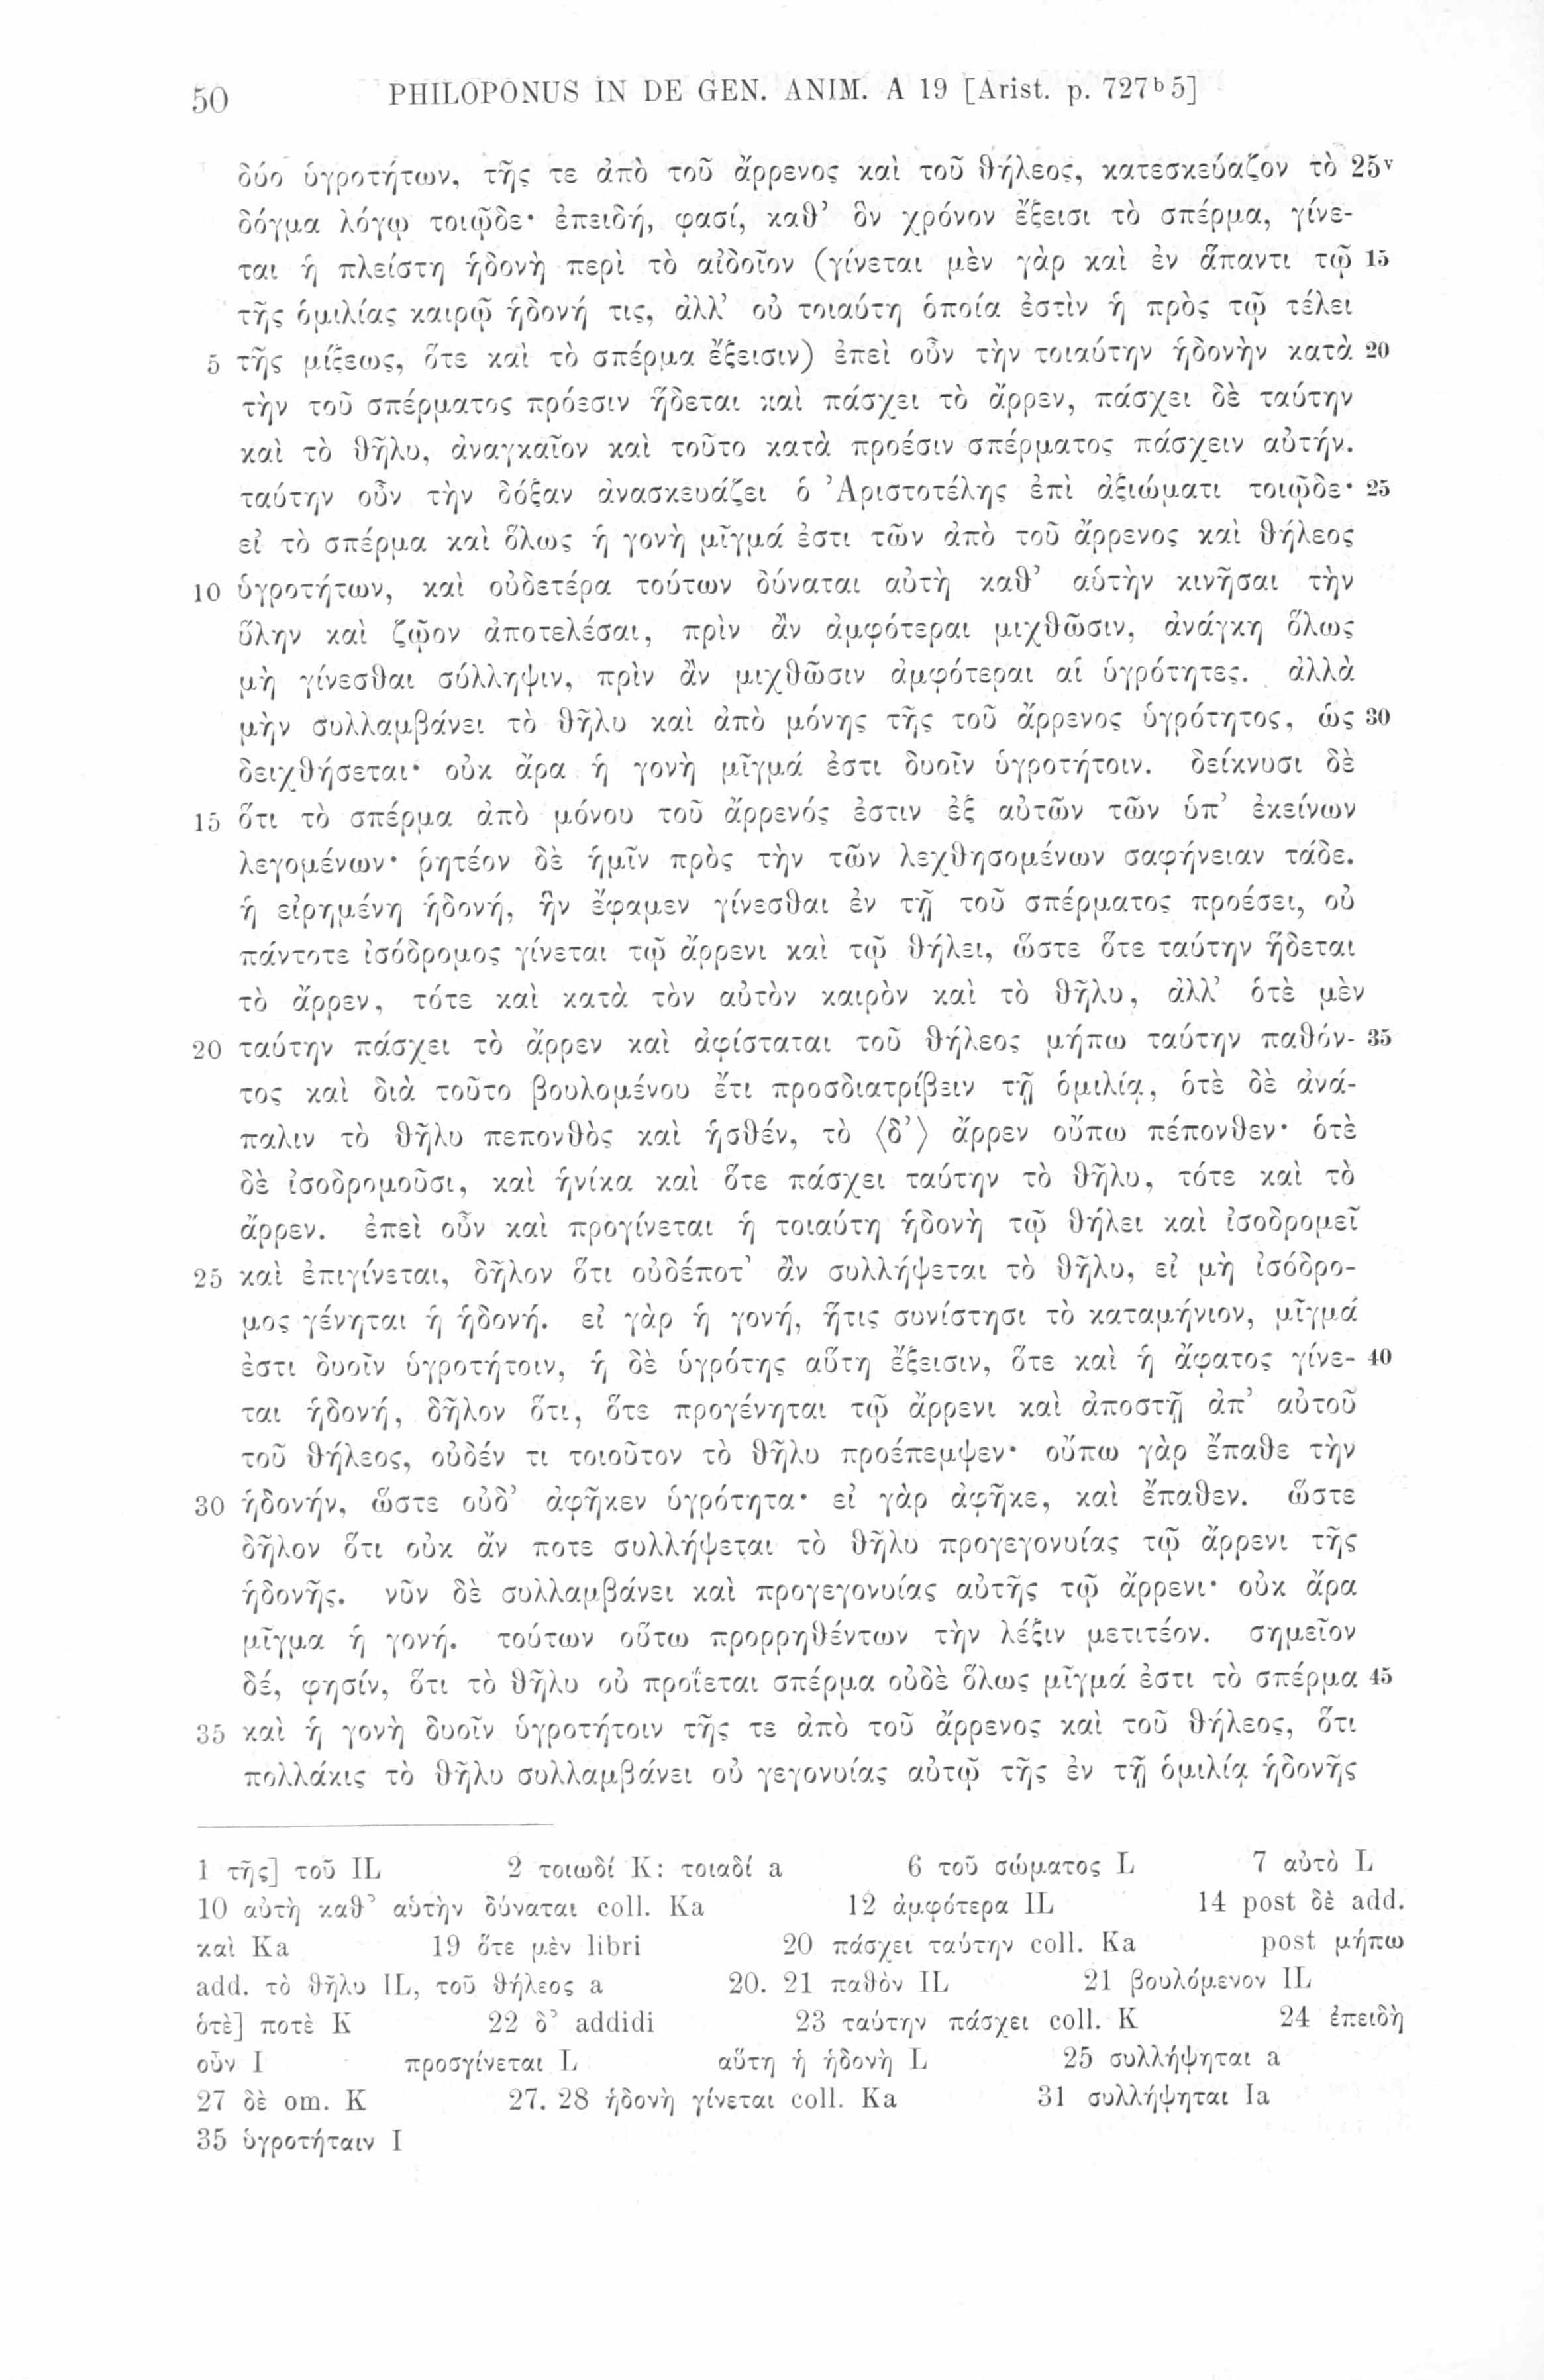 50 PHILOPONUS IN DE GEN. ANIM. A 19 [Arist. p. 727ᵇ5]
δύο ὑγροτήτων, τῆς τε ἀπὸ τοῦ ἄρρενος καὶ τοῦ θήλεος, κατεσκεύαζον τὸ 25ᵛ
δόγμα λόγῳ τοιῷδε· ἐπειδή, φασί, καθ’ ὃν χρόνον ἔξεισι τὸ σπέρμα, γίνε-
ται ἡ πλείστη ἡδονὴ περὶ τὸ αἰδοῖον (γίνεται μὲν γὰρ καὶ ἐν ἅπαντι τῷ 15
τῆς ὁμιλίας καιρῷ ἡδονή τις, ἀλλ’ οὐ τοιαύτη ὁποία ἐστὶν ἡ πρὸς τῷ τέλει
5 τῆς μίξεως, ὅτε καὶ τὸ σπέρμα ἔξεισιν) ἐπεὶ οὖν τὴν τοιαύτην ἡδονὴν κατὰ 20
τὴν τοῦ σπέρματος πρόεσιν ἥδεται καὶ πάσχει τὸ ἄρρεν, πάσχει δὲ ταύτην
καὶ τὸ θῆλυ, ἀναγκαῖον καὶ τοῦτο κατὰ προέσιν σπέρματος πάσχειν αὐτήν.
ταύτην οὖν τὴν δόξαν ἀνασκευάζει ὁ Ἀριστοτέλης ἐπὶ ἀξιώματι τοιῷδε· 25
εἰ τὸ σπέρμα καὶ ὅλως ἡ γονὴ μῖγμά ἐστι τῶν ἀπὸ τοῦ ἄρρενος καὶ θήλεος
10 ὑγροτήτων, καὶ οὐδετέρα τούτων δύναται αὐτὴ καθ’ αὑτὴν κινῆσαι τὴν
ὕλην καὶ ζῷον ἀποτελέσαι, πρὶν ἂν ἀμφότεραι μιχθῶσιν, ἀνάγκη ὅλως
μὴ γίνεσθαι σύλληψιν, πρὶν ἂν μιχθῶσιν ἀμφότεραι αἱ ὑγρότητες. ἀλλὰ
μὴν συλλαμβάνει τὸ θῆλυ καὶ ἀπὸ μόνης τῆς τοῦ ἄρρενος ὑγρότητος, ὡς 30
δειχθήσεται· οὐκ ἄρα ἡ γονὴ μῖγμά ἐστι δυοῖν ὑγροτήτοιν. δείκνυσι δὲ
15 ὅτι τὸ σπέρμα ἀπὸ μόνου τοῦ ἄρρενός ἐστιν ἐξ αὐτῶν τῶν ὑπ’ ἐκείνων
λεγομένων· ῥητέον δὲ ἡμῖν πρὸς τὴν τῶν λεχθησομένων σαφήνειαν τάδε.
ἡ εἰρημένη ἡδονή, ἣν ἔφαμεν γίνεσθαι ἐν τῇ τοῦ σπέρματος προέσει, οὐ
πάντοτε ἰσόδρομος γίνεται τῷ ἄρρενι καὶ τῷ θήλει, ὥστε ὅτε ταύτην ἥδεται
τὸ ἄρρεν, τότε καὶ κατὰ τὸν αὐτὸν καιρὸν καὶ τὸ θῆλυ, ἀλλ’ ὁτὲ μὲν
20 ταύτην πάσχει τὸ ἄρρεν καὶ ἀφίσταται τοῦ θήλεος μήπω ταύτην παθόν- 35
τος καὶ διὰ τοῦτο βουλομένου ἔτι προσδιατρίβειν τῇ ὁμιλίᾳ, ὁτὲ δὲ ἀνά-
παλιν τὸ θῆλυ πεπονθὸς καὶ ἡσθέν, τὸ ⟨δ’⟩ ἄρρεν οὔπω πέπονθεν· ὁτὲ
δὲ ἰσοδρομοῦσι, καὶ ἡνίκα καὶ ὅτε πάσχει ταύτην τὸ θῆλυ, τότε καὶ τὸ
ἄρρεν. ἐπεὶ οὖν καὶ προγίνεται ἡ τοιαύτη ἡδονὴ τῷ θήλει καὶ ἰσοδρομεῖ
25 καὶ ἐπιγίνεται, δῆλον ὅτι οὐδέποτ’ ἂν συλλήψεται τὸ θῆλυ, εἰ μὴ ἰσόδρο-
μος γένηται ἡ ἡδονή. εἰ γὰρ ἡ γονή, ἥτις συνίστησι τὸ καταμήνιον, μῖγμά
ἐστι δυοῖν ὑγροτήτοιν, ἡ δὲ ὑγρότης αὕτη ἔξεισιν, ὅτε καὶ ἡ ἄφατος γίνε- 40
ται ἡδονή, δῆλον ὅτι, ὅτε προγένηται τῷ ἄρρενι καὶ ἀποστῇ ἀπ’ αὐτοῦ
τοῦ θήλεος, οὐδέν τι τοιοῦτον τὸ θῆλυ προέπεμψεν· οὔπω γὰρ ἔπαθε τὴν
30 ἡδονήν, ὥστε οὐδ’ ἀφῆκεν ὑγρότητα· εἰ γὰρ ἀφῆκε, καὶ ἔπαθεν. ὥστε
δῆλον ὅτι οὐκ ἄν ποτε συλλήψεται τὸ θῆλυ προγεγονυίας τῷ ἄρρενι τῆς
ἡδονῆς. νῦν δὲ συλλαμβάνει καὶ προγεγονυίας αὐτῆς τῷ ἄρρενι· οὐκ ἄρα
μῖγμα ἡ γονή. τούτων οὕτω προρρηθέντων τὴν λέξιν μετιτέον. σημεῖον
δέ, φησίν, ὅτι τὸ θῆλυ οὐ προΐεται σπέρμα οὐδὲ ὅλως μῖγμά ἐστι τὸ σπέρμα 45
35 καὶ ἡ γονὴ δυοῖν ὑγροτήτοιν τῆς τε ἀπὸ τοῦ ἄρρενος καὶ τοῦ θήλεος, ὅτι
πολλάκις τὸ θῆλυ συλλαμβάνει οὐ γεγονυίας αὐτῷ τῆς ἐν τῇ ὁμιλίᾳ ἡδονῆς
1 τῆς] τοῦ IL 2 τοιωδί K: τοιαδί a 6 τοῦ σώματος L 7 αὐτὸ L
10 αὐτὴ καθ’ αὑτὴν δύναται coll. Ka 12 ἀμφότερα IL 14 post δὲ add.
καὶ Ka 19 ὅτε μὲν libri 20 πάσχει ταύτην coll. Ka post μήπω
add. τὸ θῆλυ IL, τοῦ θήλεος a 20. 21 παθὸν IL 21 βουλόμενον IL
ὁτὲ] ποτὲ K 22 δ’ addidi 23 ταύτην πάσχει coll. K 24 ἐπειδὴ
οὖν I προσγίνεται L αὕτη ἡ ἡδονὴ L 25 συλλήψηται a
27 δὲ om. K 27. 28 ἡδονὴ γίνεται coll. Ka 31 συλλήψηται Ia
35 ὑγροτήταιν I